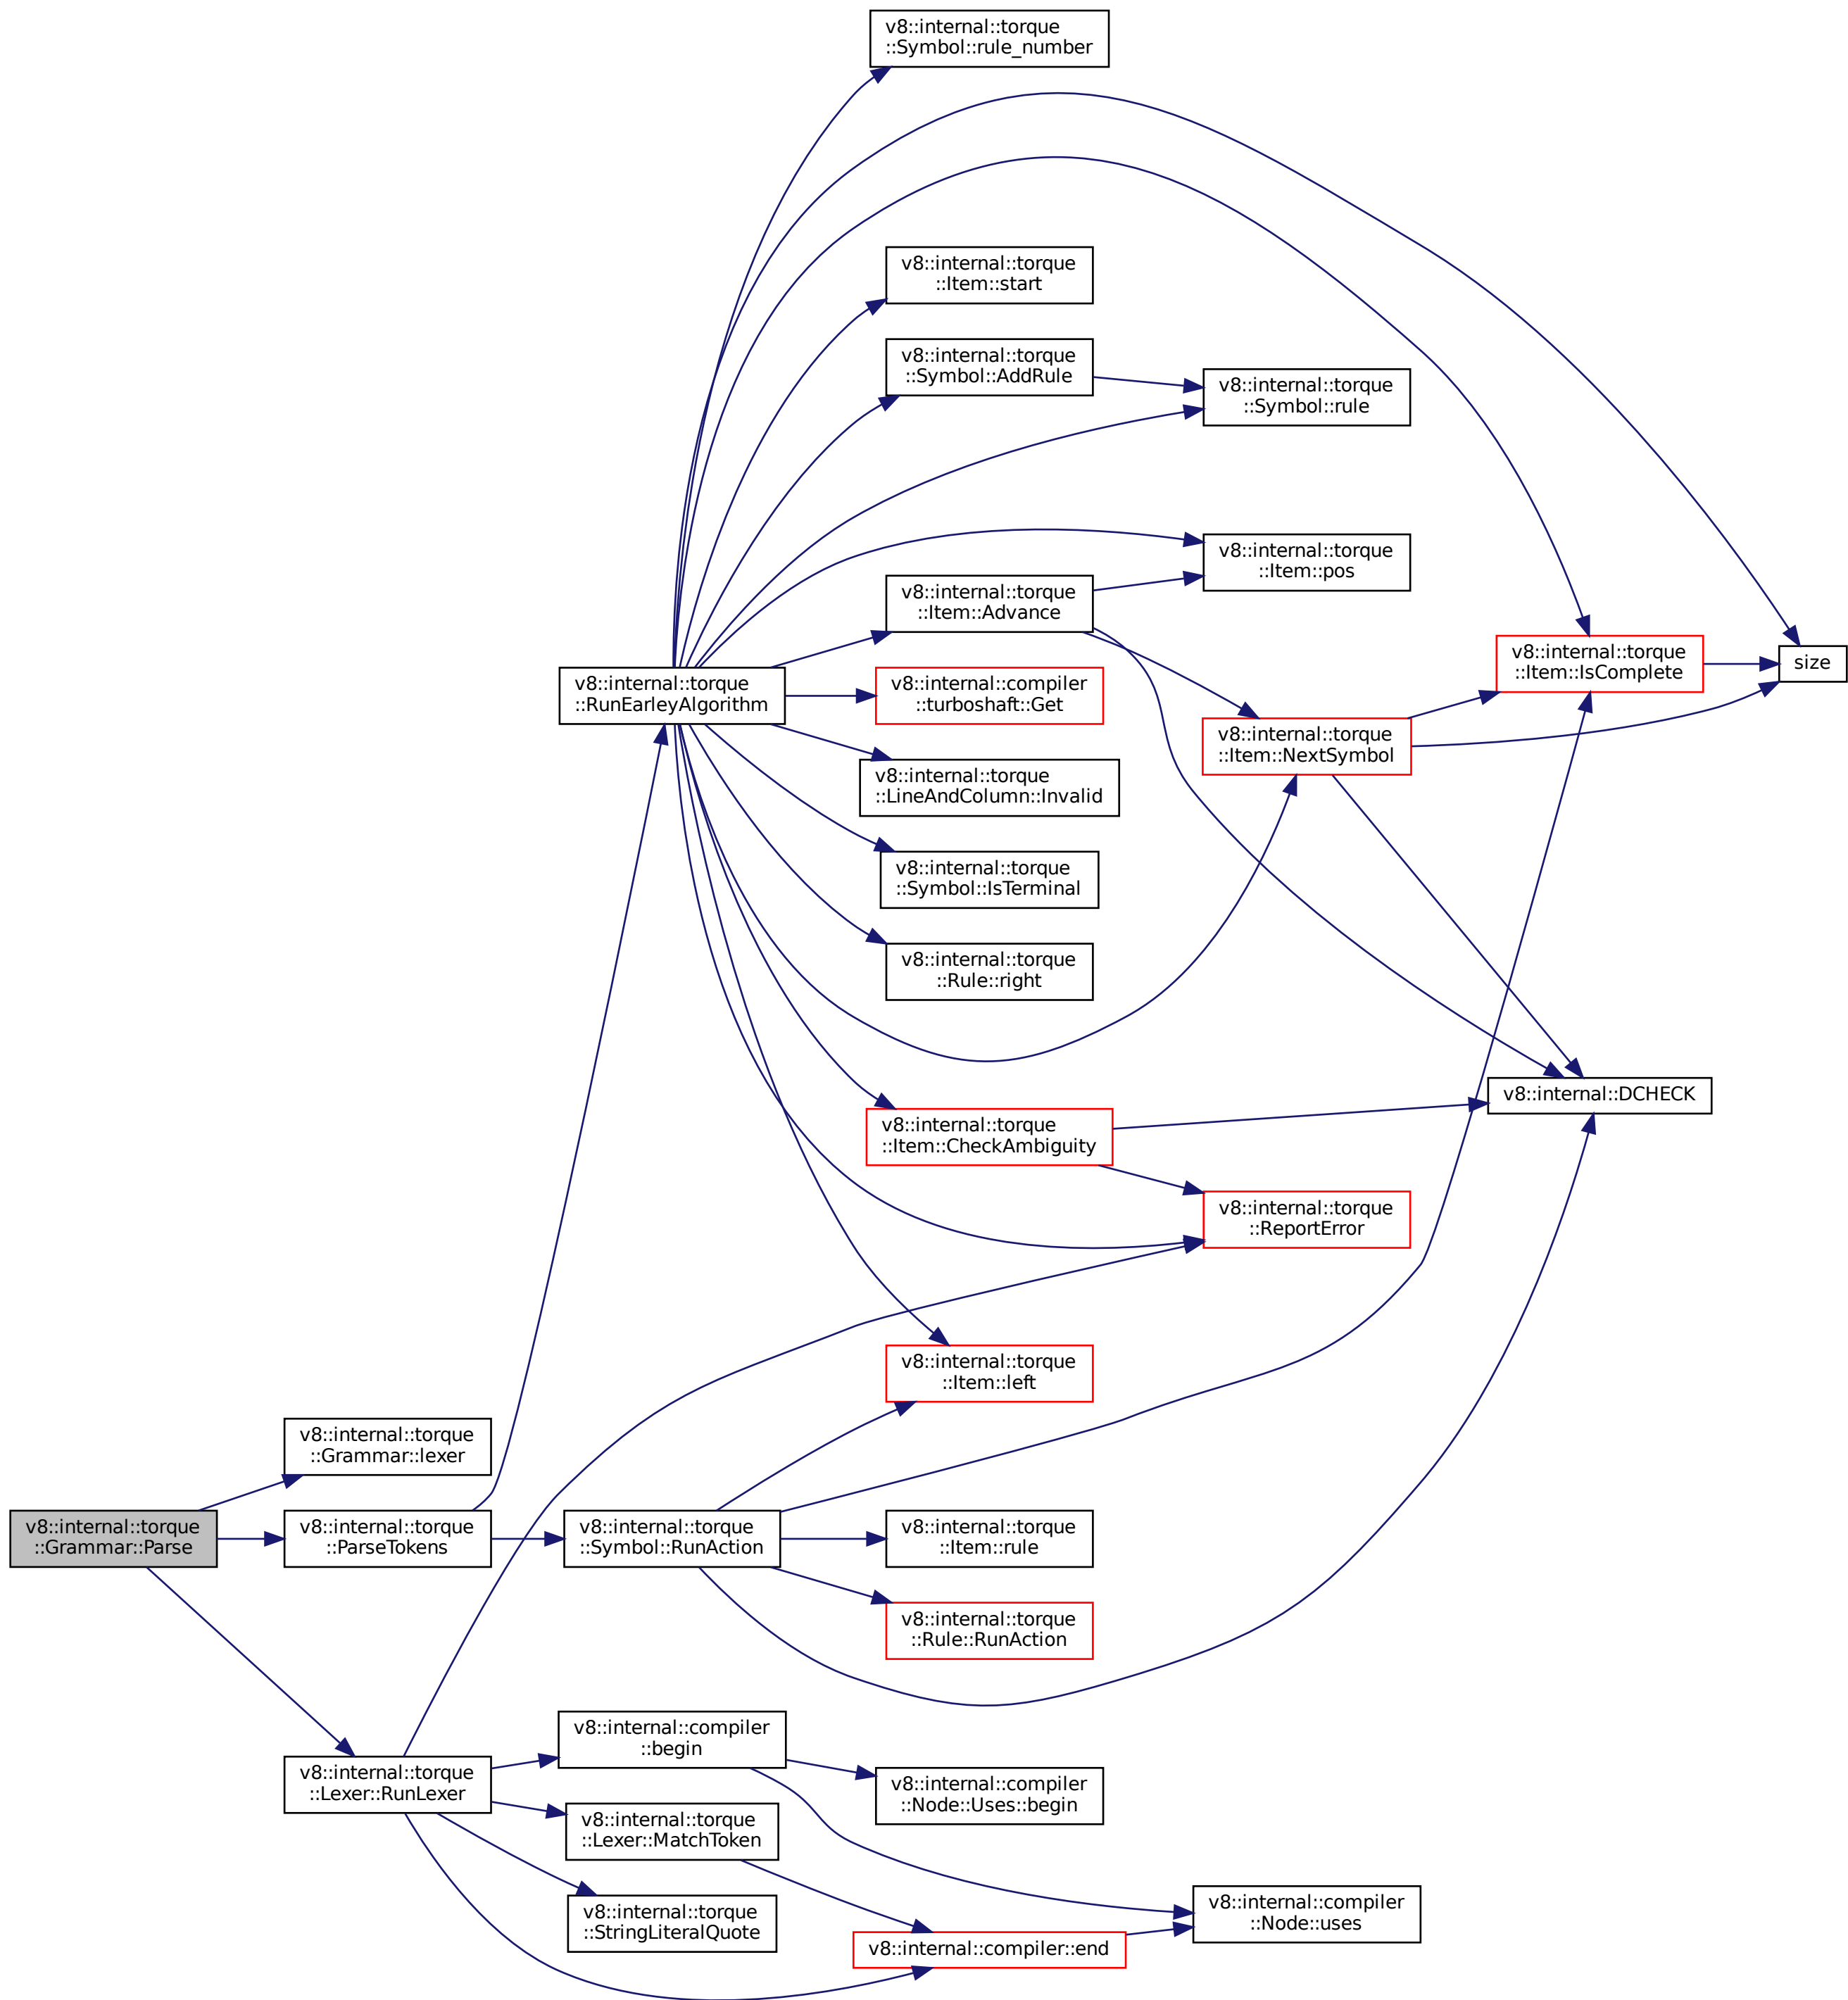 v8::internal::torque
::Symbol::rule_number
v8::internal::torque
::Item::start
v8::internal::torque
::Symbol::AddRule
v8::internal::torque
::Symbol::rule
v8::internal::torque
::Item::pos
v8::internal::torque
::Item::Advance
v8::internal::torque
::Item::IsComplete
size
v8::internal::torque
::RunEarleyAlgorithm
v8::internal::compiler
::turboshaft::Get
v8::internal::torque
::Item::NextSymbol
v8::internal::torque
::LineAndColumn::Invalid
v8::internal::torque
::Symbol::IsTerminal
v8::internal::torque
::Rule::right
v8::internal::DCHECK
v8::internal::torque
::Item::CheckAmbiguity
v8::internal::torque
::ReportError
v8::internal::torque
::Item::left
v8::internal::torque
::Grammar::lexer
v8::internal::torque
::Grammar::Parse
v8::internal::torque
::ParseTokens
v8::internal::torque
::Symbol::RunAction
v8::internal::torque
::Item::rule
v8::internal::torque
::Rule::RunAction
v8::internal::compiler
::begin
v8::internal::torque
::Lexer::RunLexer
v8::internal::compiler
::Node::Uses::begin
v8::internal::torque
::Lexer::MatchToken
v8::internal::torque
::StringLiteralQuote
v8::internal::compiler
::Node::uses
v8::internal::compiler::end